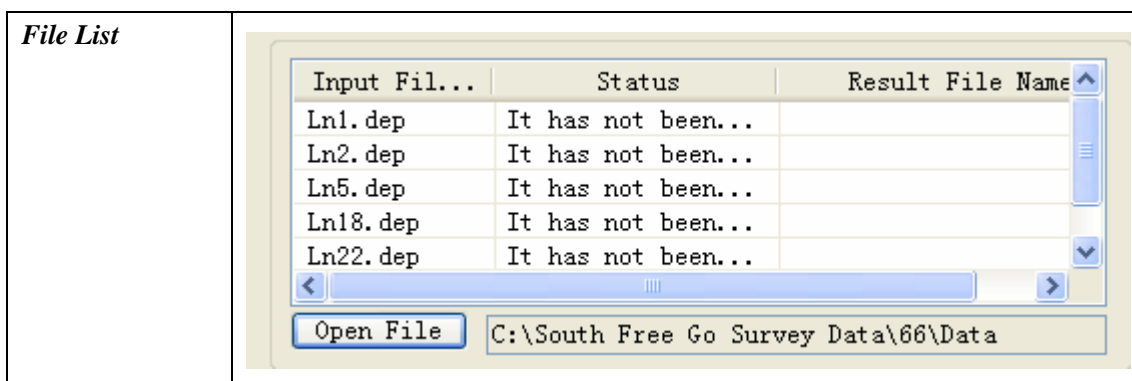 File List
Input Fil... Status Result File Name
Ln1.dep It has not been...
Ln2.dep It has not been...
Ln5.dep It has not been...
Ln18.dep It has not been...
Ln22.dep It has not been...
Open File C:\South Free Go Survey Data\66\Data